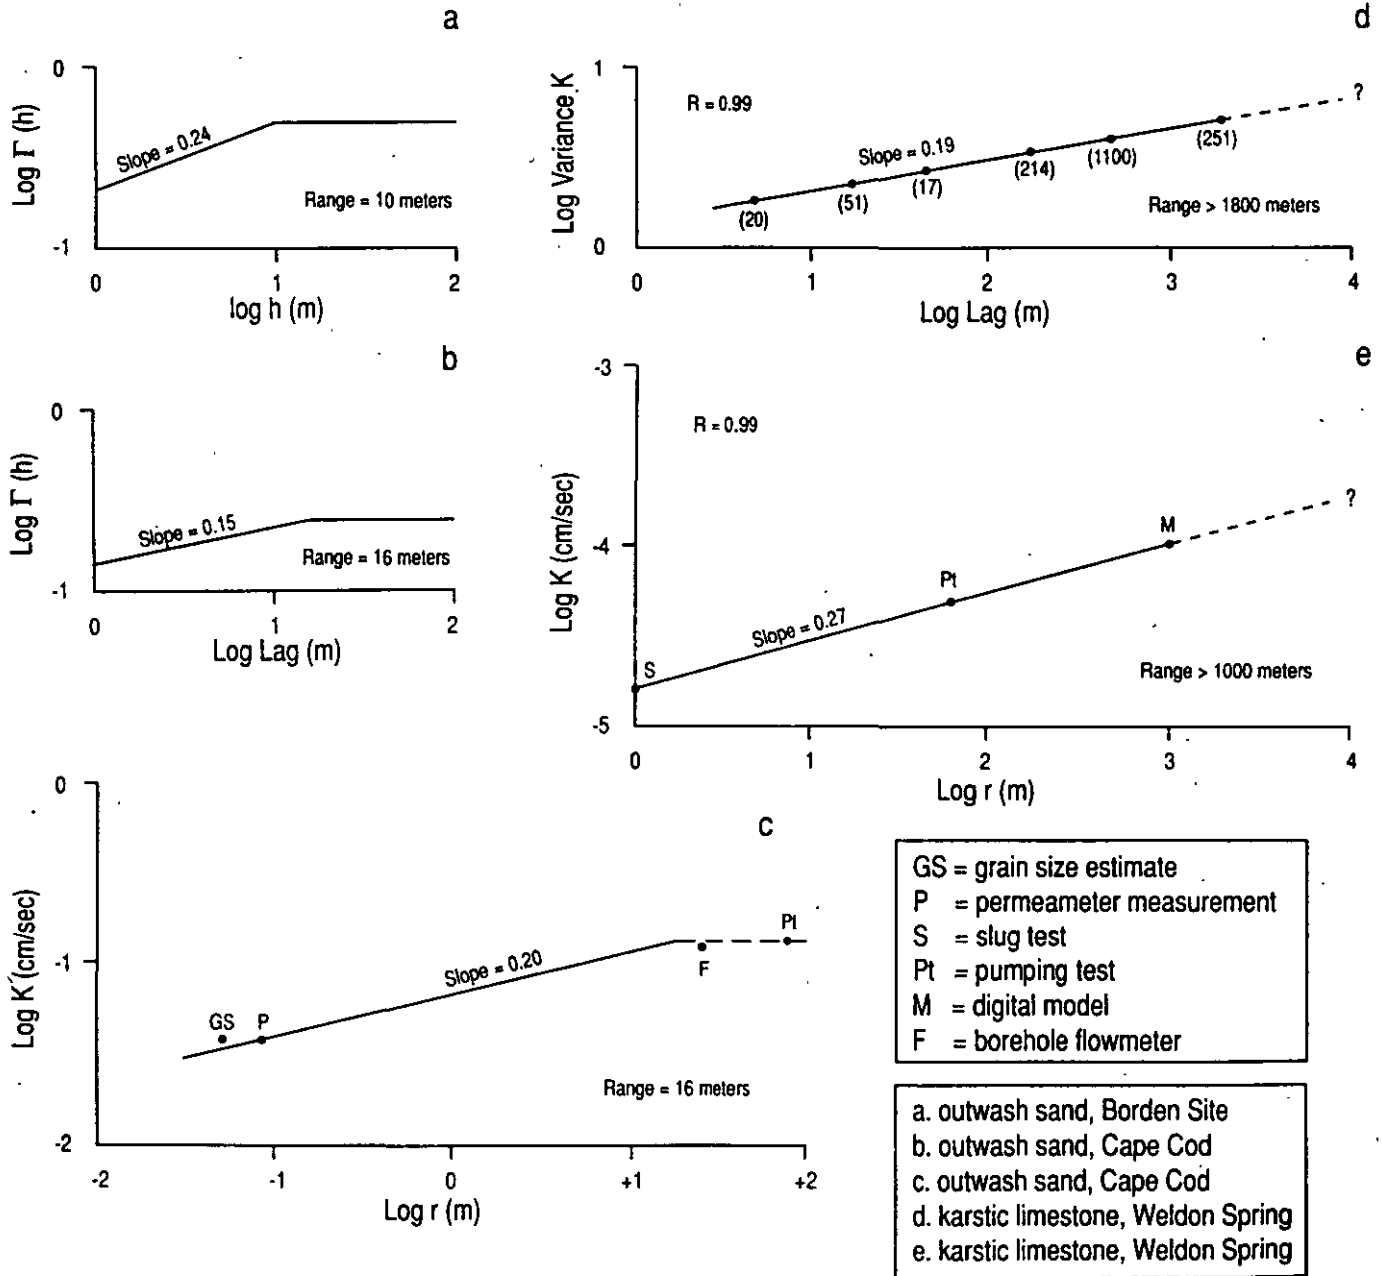 a
0
Log Γ (h)
Slope = 0.24
Range = 10 meters
-1
0
1
2
log h (m)
d
1
Log Variance K
R = 0.99
?
Slope = 0.19
(20)
(51)
(17)
(214)
(1100)
(251)
Range > 1800 meters
0
0
1
2
3
4
Log Lag (m)
b
0
Log Γ (h)
Slope = 0.15
Range = 16 meters
-1
0
1
2
Log Lag (m)
e
-3
R = 0.99
Log K (cm/sec)
?
M
-4
Pt
Slope = 0.27
S
Range > 1000 meters
-5
0
1
2
3
4
Log r (m)
c
0
Log K (cm/sec)
Pt
-1
Slope = 0.20
F
GS
P
Range = 16 meters
-2
-2
-1
0
+1
+2
Log r (m)
GS = grain size estimate
P = permeameter measurement
S = slug test
Pt = pumping test
M = digital model
F = borehole flowmeter
a. outwash sand, Borden Site
b. outwash sand, Cape Cod
c. outwash sand, Cape Cod
d. karstic limestone, Weldon Spring
e. karstic limestone, Weldon Spring